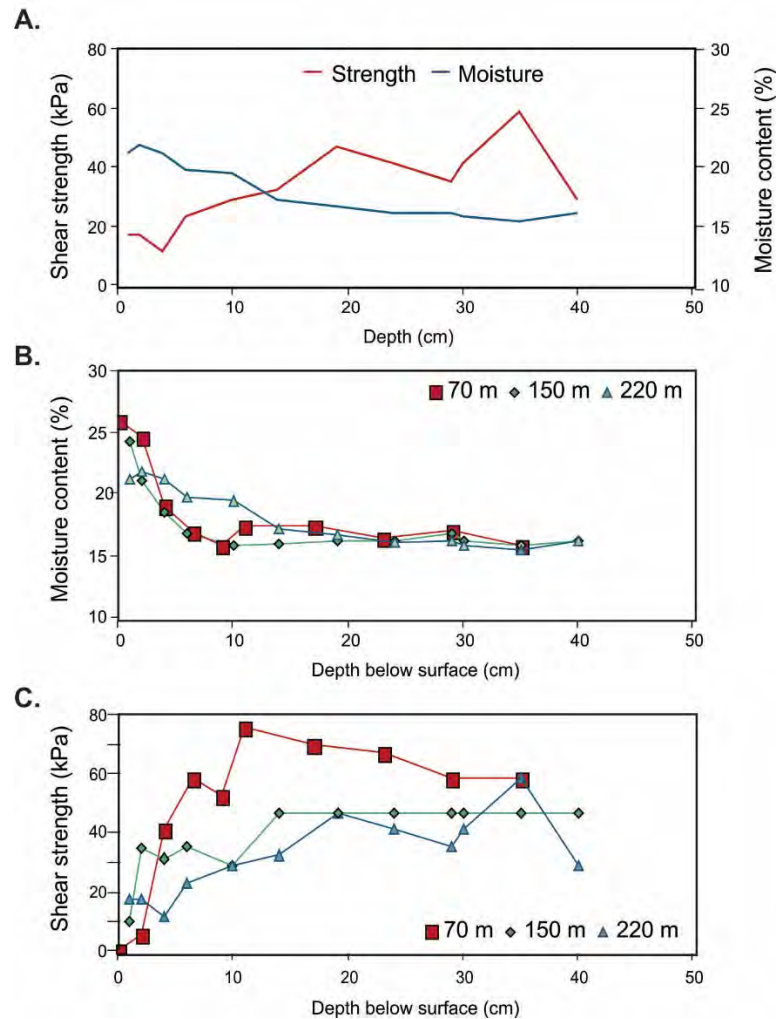 A.
80
60
40
20
0
Shear strength (kPa)
Strength
Moisture
30
25
20
15
10
Moisture content (%)
0
10
20
30
40
50
Depth (cm)
B.
30
25
20
15
10
Moisture content (%)
70 m
150 m
220 m
0
10
20
30
40
50
Depth below surface (cm)
C.
80
60
40
20
0
Shear strength (kPa)
70 m
150 m
220 m
0
10
20
30
40
50
Depth below surface (cm)